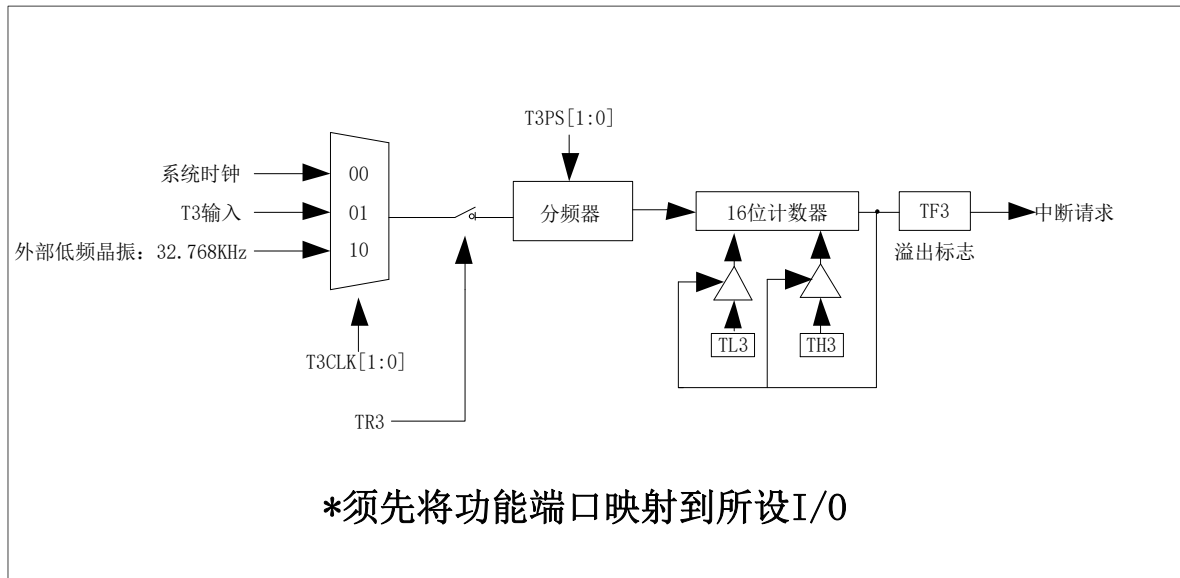 T3PS[1:0]
系统时钟
00
T3输入
01
分频器
16位计数器
TF3
中断请求
外部低频晶振：32.768KHz
10
溢出标志
TL3
TH3
T3CLK[1:0]
TR3
*须先将功能端口映射到所设I/O